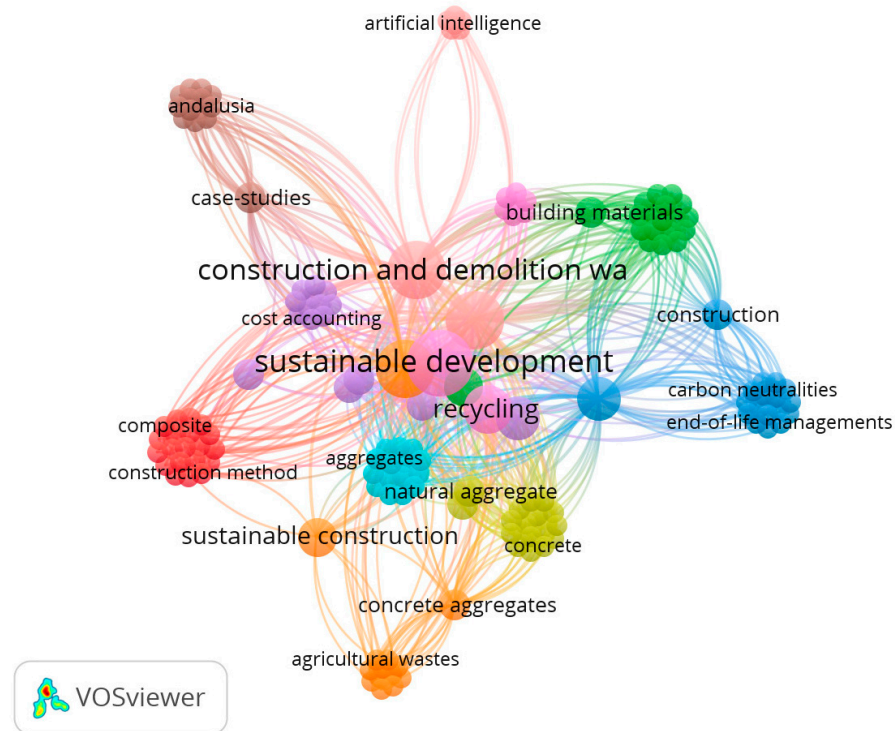 artificial intelligence
andalusia
case-studies
building materials
construction and demolition wa
construction
cost accounting
sustainable development
carbon neutralities
recycling
end-of-life managements
composite
aggregates
construction method
natural aggregate
sustainable construction
concrete
concrete aggregates
agricultural wastes
VOSviewer